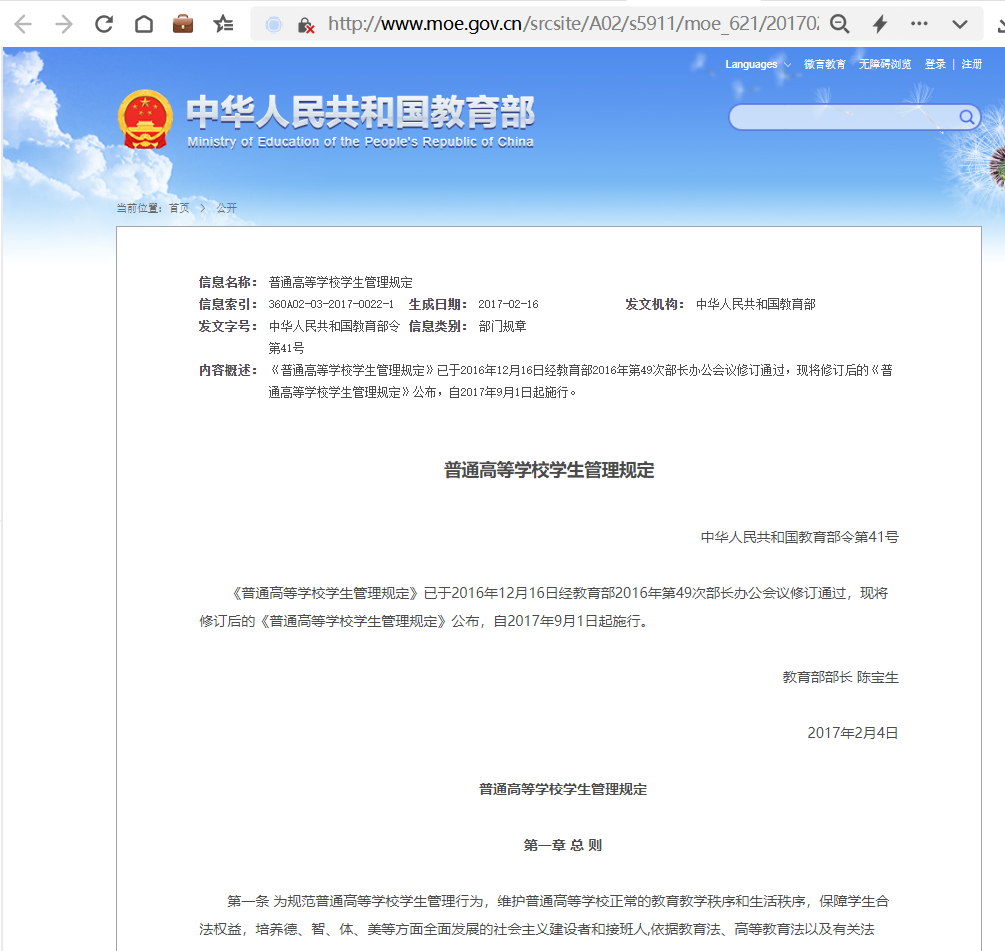 http://www.moe.gov.cn/srcsite/A02/s5911/moe_621/20170
Languages 微言教育 无障碍浏览 登录 | 注册
中华人民共和国教育部
Ministry of Education of the People's Republic of China
当前位置： 首页 > 公开
信息名称： 普通高等学校学生管理规定
信息索引： 360A02-03-2017-0022-1 生成日期： 2017-02-16 发文机构： 中华人民共和国教育部
发文字号： 中华人民共和国教育部令 信息类别： 部门规章
第41号
内容概述： 《普通高等学校学生管理规定》已于2016年12月16日经教育部2016年第49次部长办公会议修订通过，现将修订后的《普
通高等学校学生管理规定》公布，自2017年9月1日起施行。
普通高等学校学生管理规定
中华人民共和国教育部令第41号
《普通高等学校学生管理规定》已于2016年12月16日经教育部2016年第49次部长办公会议修订通过，现将
修订后的《普通高等学校学生管理规定》公布，自2017年9月1日起施行。
教育部部长 陈宝生
2017年2月4日
普通高等学校学生管理规定
第一章 总 则
第一条 为规范普通高等学校学生管理行为，维护普通高等学校正常的教育教学秩序和生活秩序，保障学生合
法权益，培养德、智、体、美等方面全面发展的社会主义建设者和接班人,依据教育法、高等教育法以及有关法